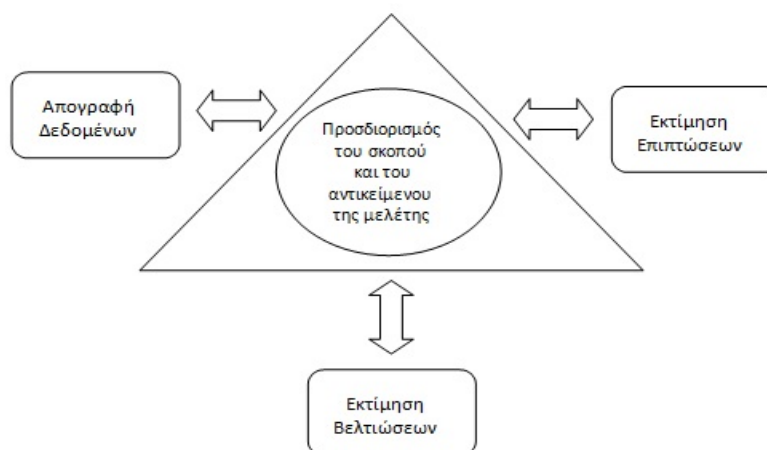 Απογραφή
Δεδομένων
Προσδιορισμός
του σκοπού
και του
αντικείμενου
της μελέτης
Εκτίμηση
Επιπτώσεων
Εκτίμηση
Βελτιώσεων